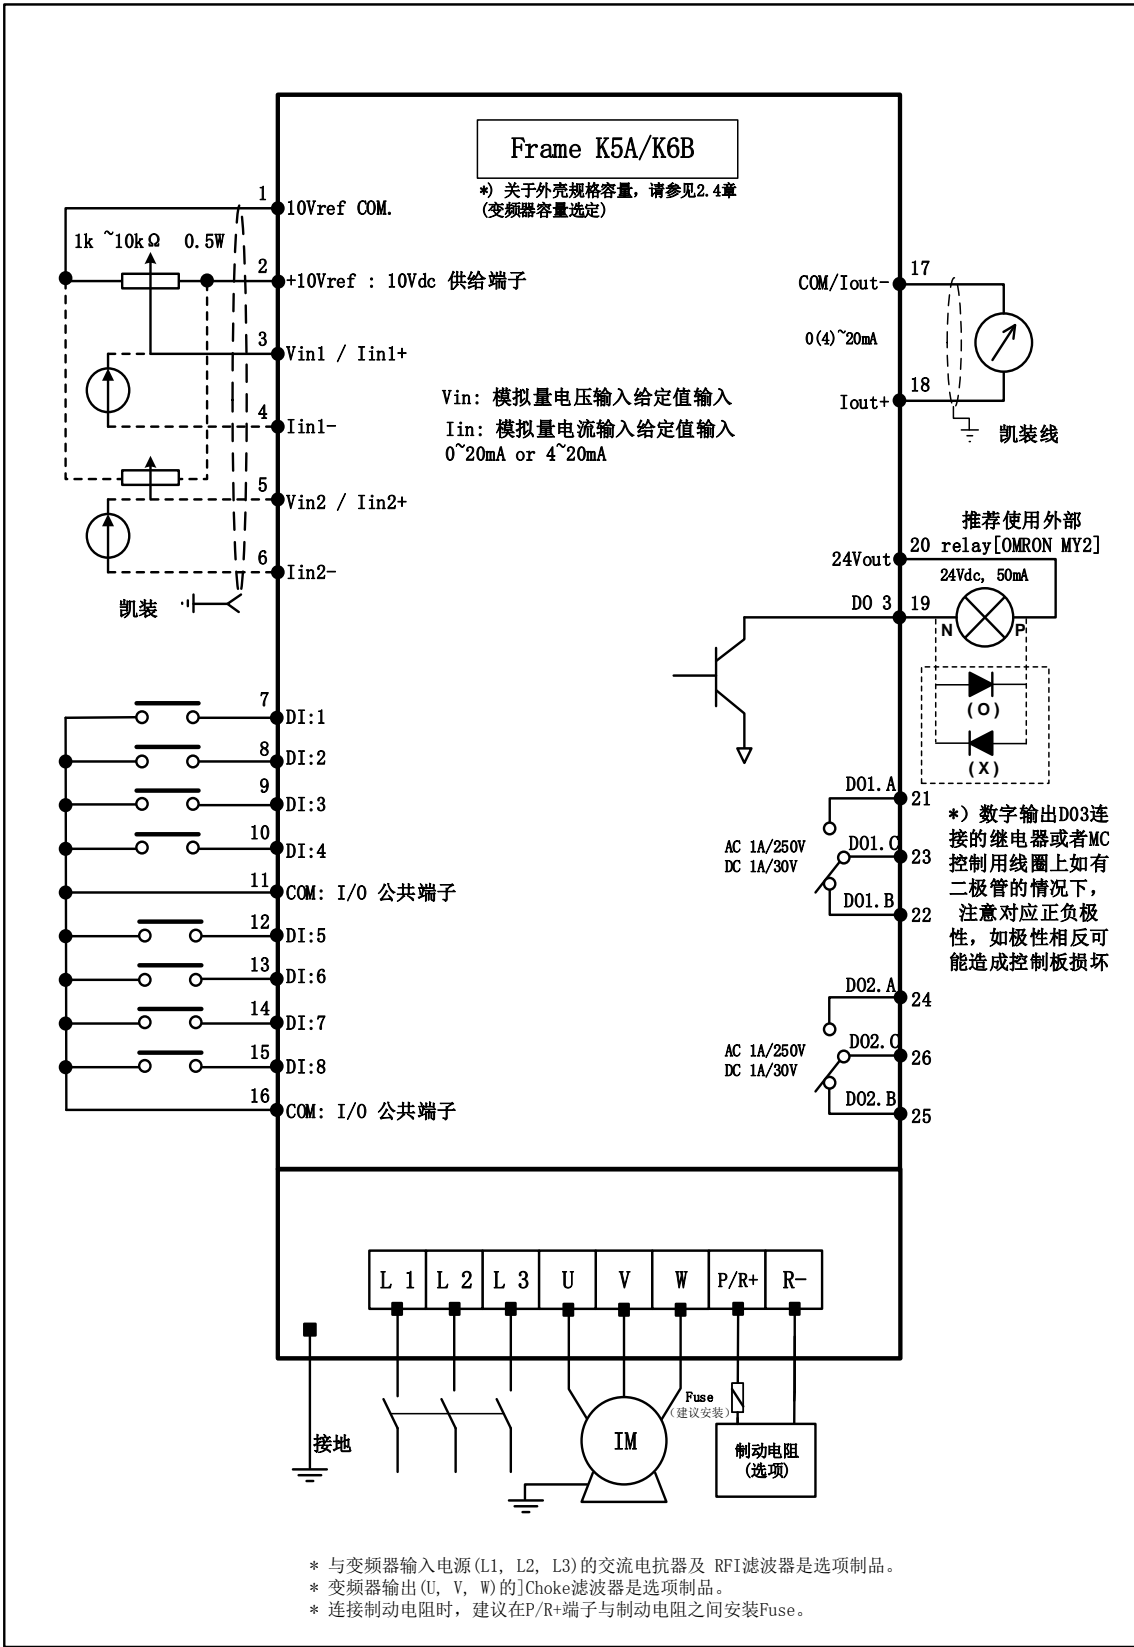 Frame K5A/K6B
*) 关于外壳规格容量，请参见2.4章
(变频器容量选定)
1
10Vref COM.
1k ~10kΩ 0.5W
2
+10Vref : 10Vdc 供给端子
3
Vin1 / Iin1+
4
Iin1-
5
Vin2 / Iin2+
6
Iin2-
凯装
Vin: 模拟量电压输入给定值输入
Iin: 模拟量电流输入给定值输入
0~20mA or 4~20mA
17
COM/Iout-
0(4)~20mA
18
Iout+
凯装线
推荐使用外部
20 relay[OMRON MY2]
24Vout
24Vdc, 50mA
DO 3
19
N
P
(O)
(X)
7
DI:1
8
DI:2
9
DI:3
10
DI:4
11
COM: I/O 公共端子
12
DI:5
13
DI:6
14
DI:7
15
DI:8
16
COM: I/O 公共端子
DO1.A
21
AC 1A/250V
DC 1A/30V
DO1.C
23
DO1.B
22
*) 数字输出DO3连
接的继电器或者MC
控制用线圈上如有
二极管的情况下，
注意对应正负极
性，如极性相反可
能造成控制板损坏
DO2.A
24
AC 1A/250V
DC 1A/30V
DO2.C
26
DO2.B
25
L 1
L 2
L 3
U
V
W
P/R+
R-
接地
IM
Fuse
(建议安装)
制动电阻
(选项)
* 与变频器输入电源(L1, L2, L3)的交流电抗器及 RFI滤波器是选项制品。
* 变频器输出(U, V, W)的]Choke滤波器是选项制品。
* 连接制动电阻时，建议在P/R+端子与制动电阻之间安装Fuse。